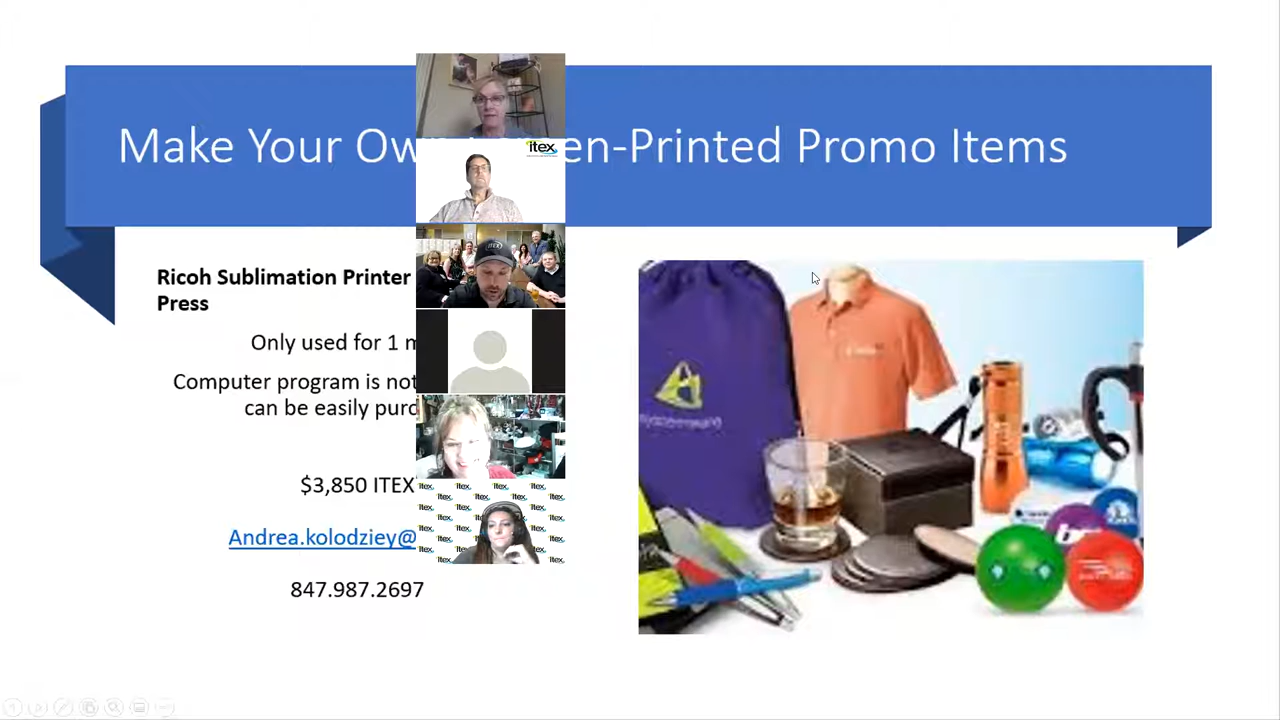 Make Your Own en-Printed Promo Items
itex
Ricoh Sublimation Printer
Press
Only used for 1 m
Computer program is not
can be easily purc
$3,850 ITEX
Andrea.kolodziey@
847.987.2697